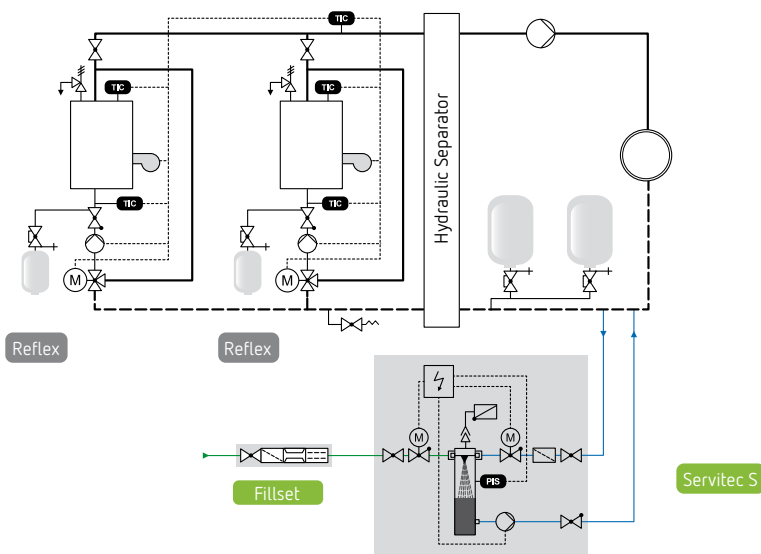 TIC
TIC
TIC
TIC
TIC
M
M
Hydraulic Separator
Reflex
Reflex
M
M
PIS
Fillset
Servitec S